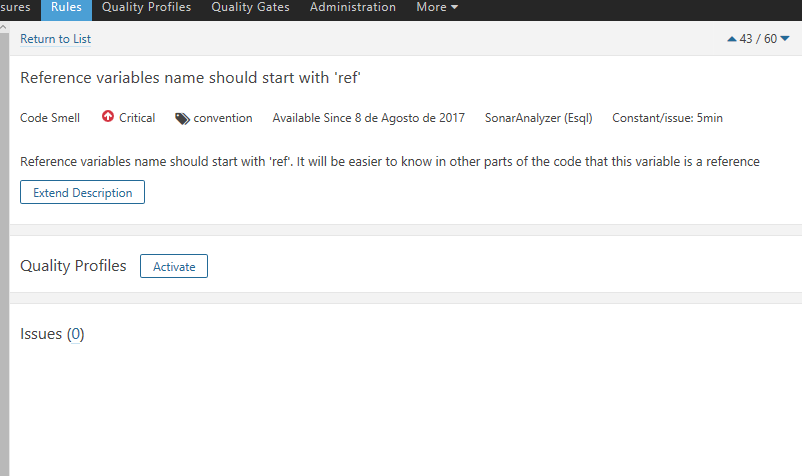 sures Rules Quality Profiles Quality Gates Administration More
Return to List 43 / 60
Reference variables name should start with 'ref'
Code Smell Critical convention Available Since 8 de Agosto de 2017 SonarAnalyzer (Esql) Constant/issue: 5min
Reference variables name should start with 'ref'. It will be easier to know in other parts of the code that this variable is a reference
Extend Description
Quality Profiles Activate
Issues (0)